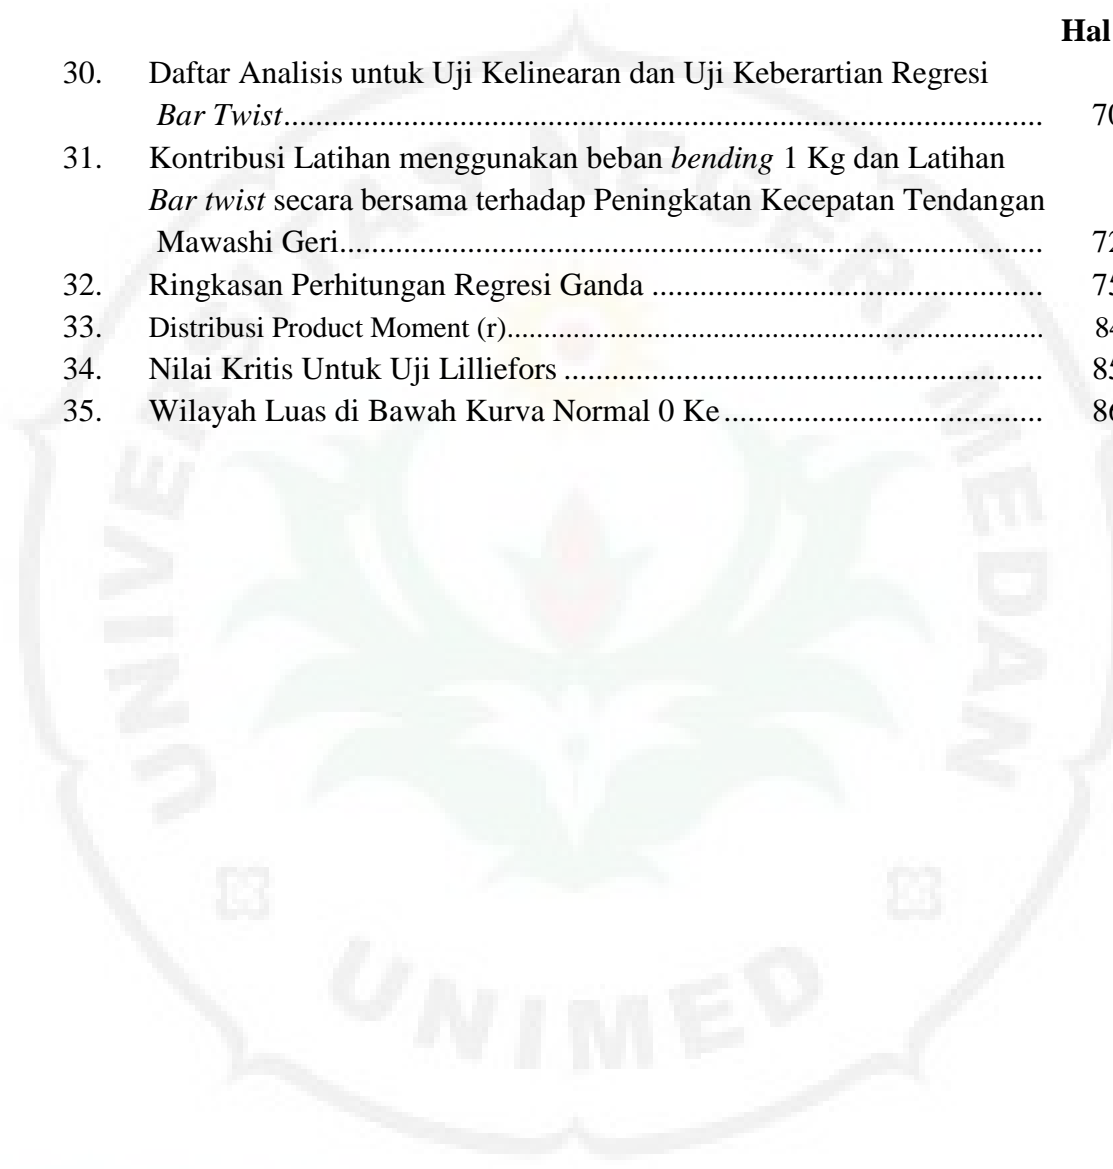 Hal
30. Daftar Analisis untuk Uji Kelinearan dan Uji Keberartian Regresi
Bar Twist............................................................................................... 70
31. Kontribusi Latihan menggunakan beban bending 1 Kg dan Latihan
Bar twist secara bersama terhadap Peningkatan Kecepatan Tendangan
Mawashi Geri........................................................................................ 72
32. Ringkasan Perhitungan Regresi Ganda ................................................. 75
33. Distribusi Product Moment (r)................................................................... 84
34. Nilai Kritis Untuk Uji Lilliefors ............................................................ 85
35. Wilayah Luas di Bawah Kurva Normal 0 Ke........................................ 86
UNIVERSITAS NEGERI MEDAN
UNIMED